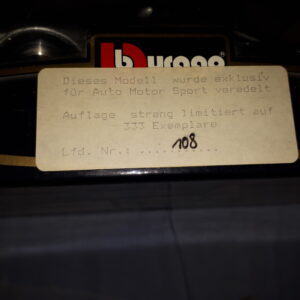 burago
Dieses Modell wurde exklusiv
für Auto Motor Sport veredelt
Auflage streng limitiert auf
333 Exemplare
Lfd. Nr.: ...108.......